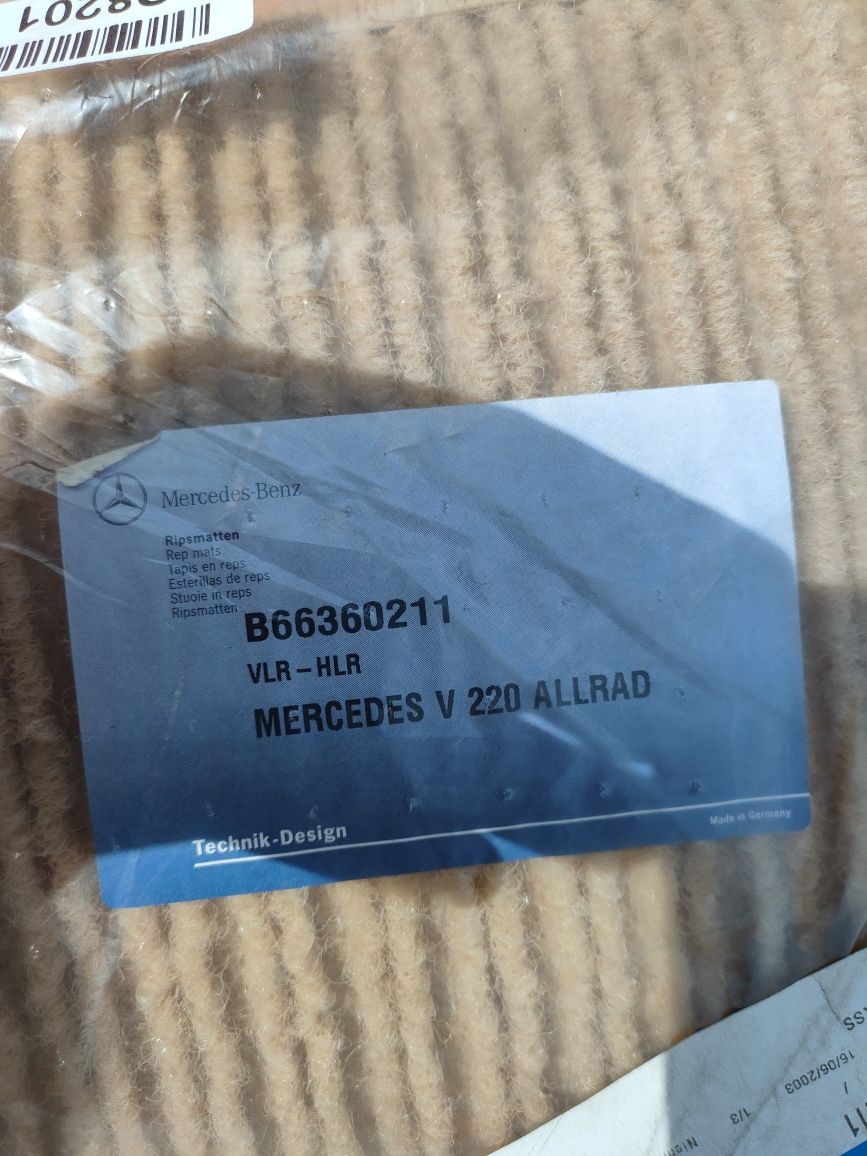 08201
Mercedes-Benz
Ripsmatten
Rep mats
Tapis en reps
Esterillas de reps
Stuoie in reps
Ripsmatten
B66360211
VLR – HLR
MERCEDES V 220 ALLRAD
Technik-Design
Made in Germany
16/06/2003
1/3